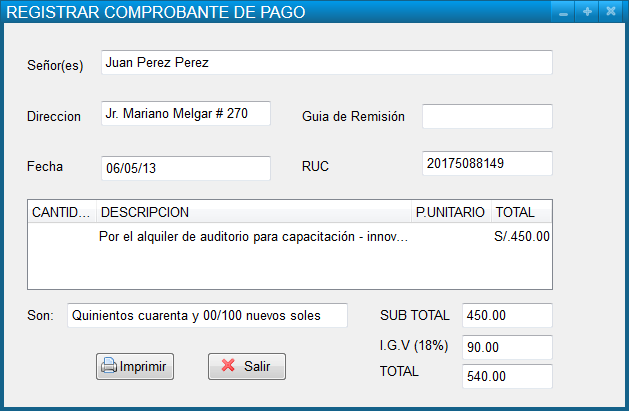 REGISTRAR COMPROBANTE DE PAGO
Señor(es) Juan Perez Perez
Direccion Jr. Mariano Melgar # 270 Guia de Remisión
Fecha 06/05/13 RUC 20175088149
CANTID... DESCRIPCION P.UNITARIO TOTAL
Por el alquiler de auditorio para capacitación - innov... S/.450.00
Son: Quinientos cuarenta y 00/100 nuevos soles SUB TOTAL 450.00
I.G.V (18%) 90.00
Imprimir Salir TOTAL 540.00